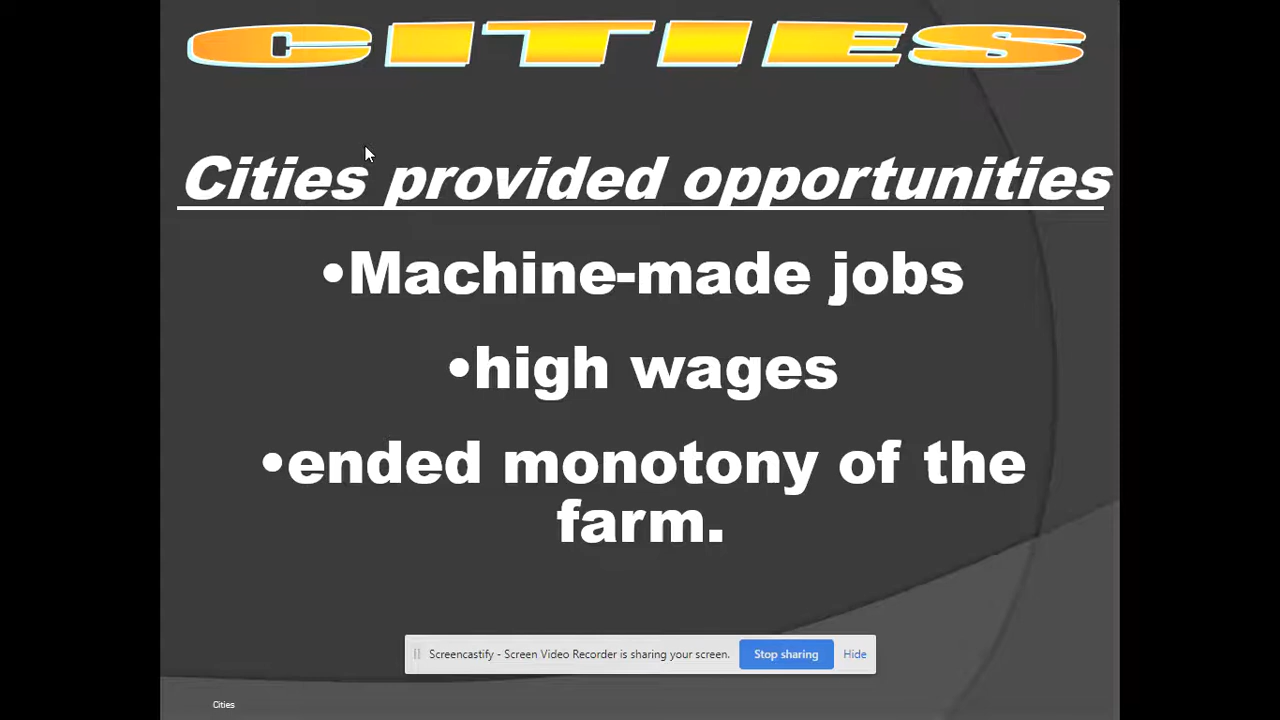 CITIES
Cities provided opportunities
•Machine-made jobs
•high wages
•ended monotony of the
farm.
Screencastify - Screen Video Recorder is sharing your screen. Stop sharing Hide
Cities